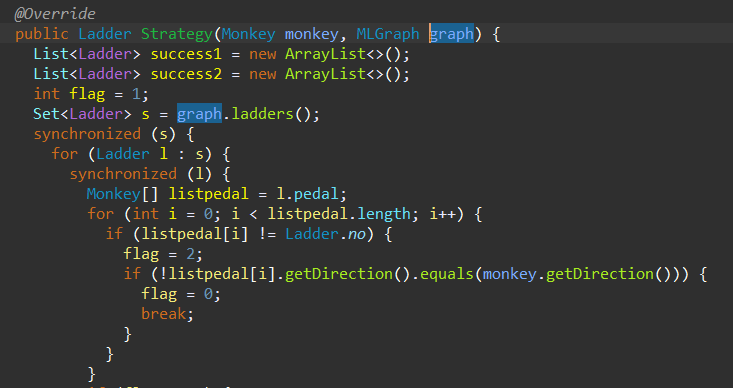 @Override
public Ladder Strategy(Monkey monkey, MLGraph graph) {
List<Ladder> success1 = new ArrayList<>();
List<Ladder> success2 = new ArrayList<>();
int flag = 1;
Set<Ladder> s = graph.ladders();
synchronized (s) {
for (Ladder l : s) {
synchronized (l) {
Monkey[] listpedal = l.pedal;
for (int i = 0; i < listpedal.length; i++) {
if (listpedal[i] != Ladder.no) {
flag = 2;
if (!listpedal[i].getDirection().equals(monkey.getDirection())) {
flag = 0;
break;
}
}
}